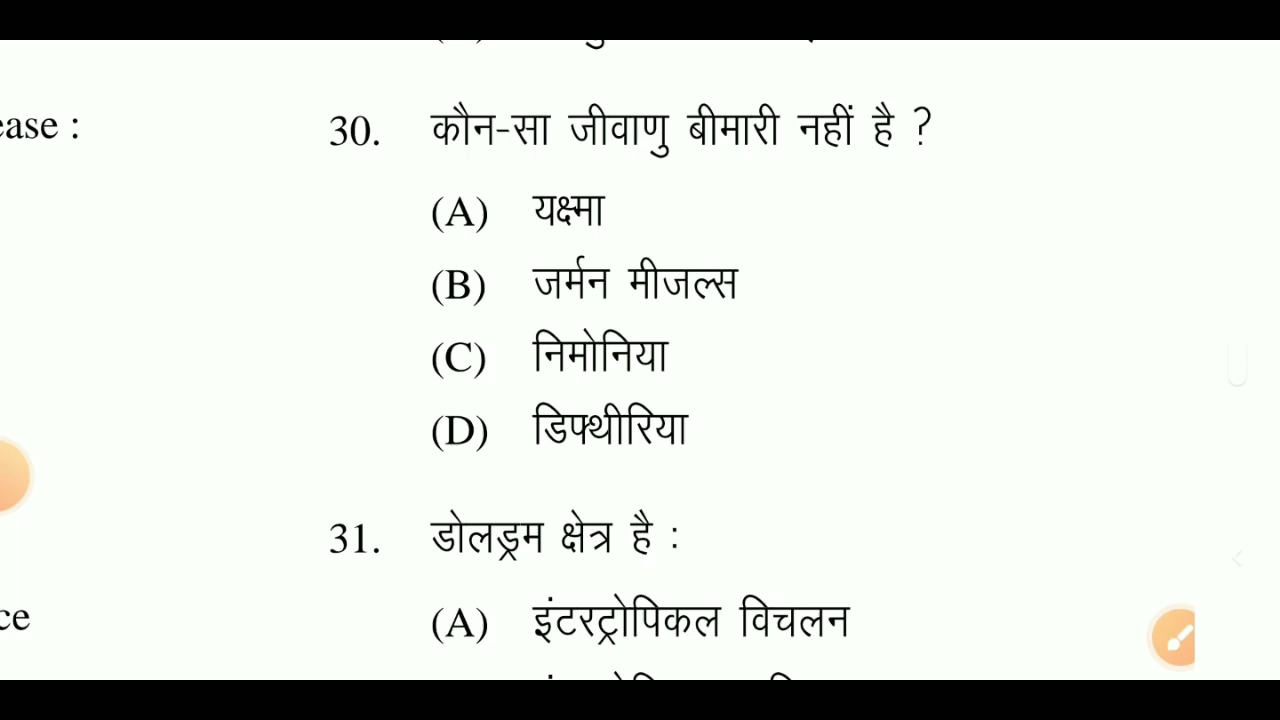 ease :
30. कौन-सा जीवाणु बीमारी नहीं है ?
(A) यक्ष्मा
(B) जर्मन मीजल्स
(C) निमोनिया
(D) डिफ्थीरिया
31. डोलड्रम क्षेत्र है :
ce
(A) इंटरट्रोपिकल विचलन